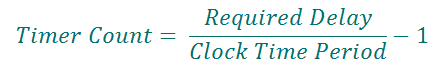 Timer Count = Required Delay / Clock Time Period − 1